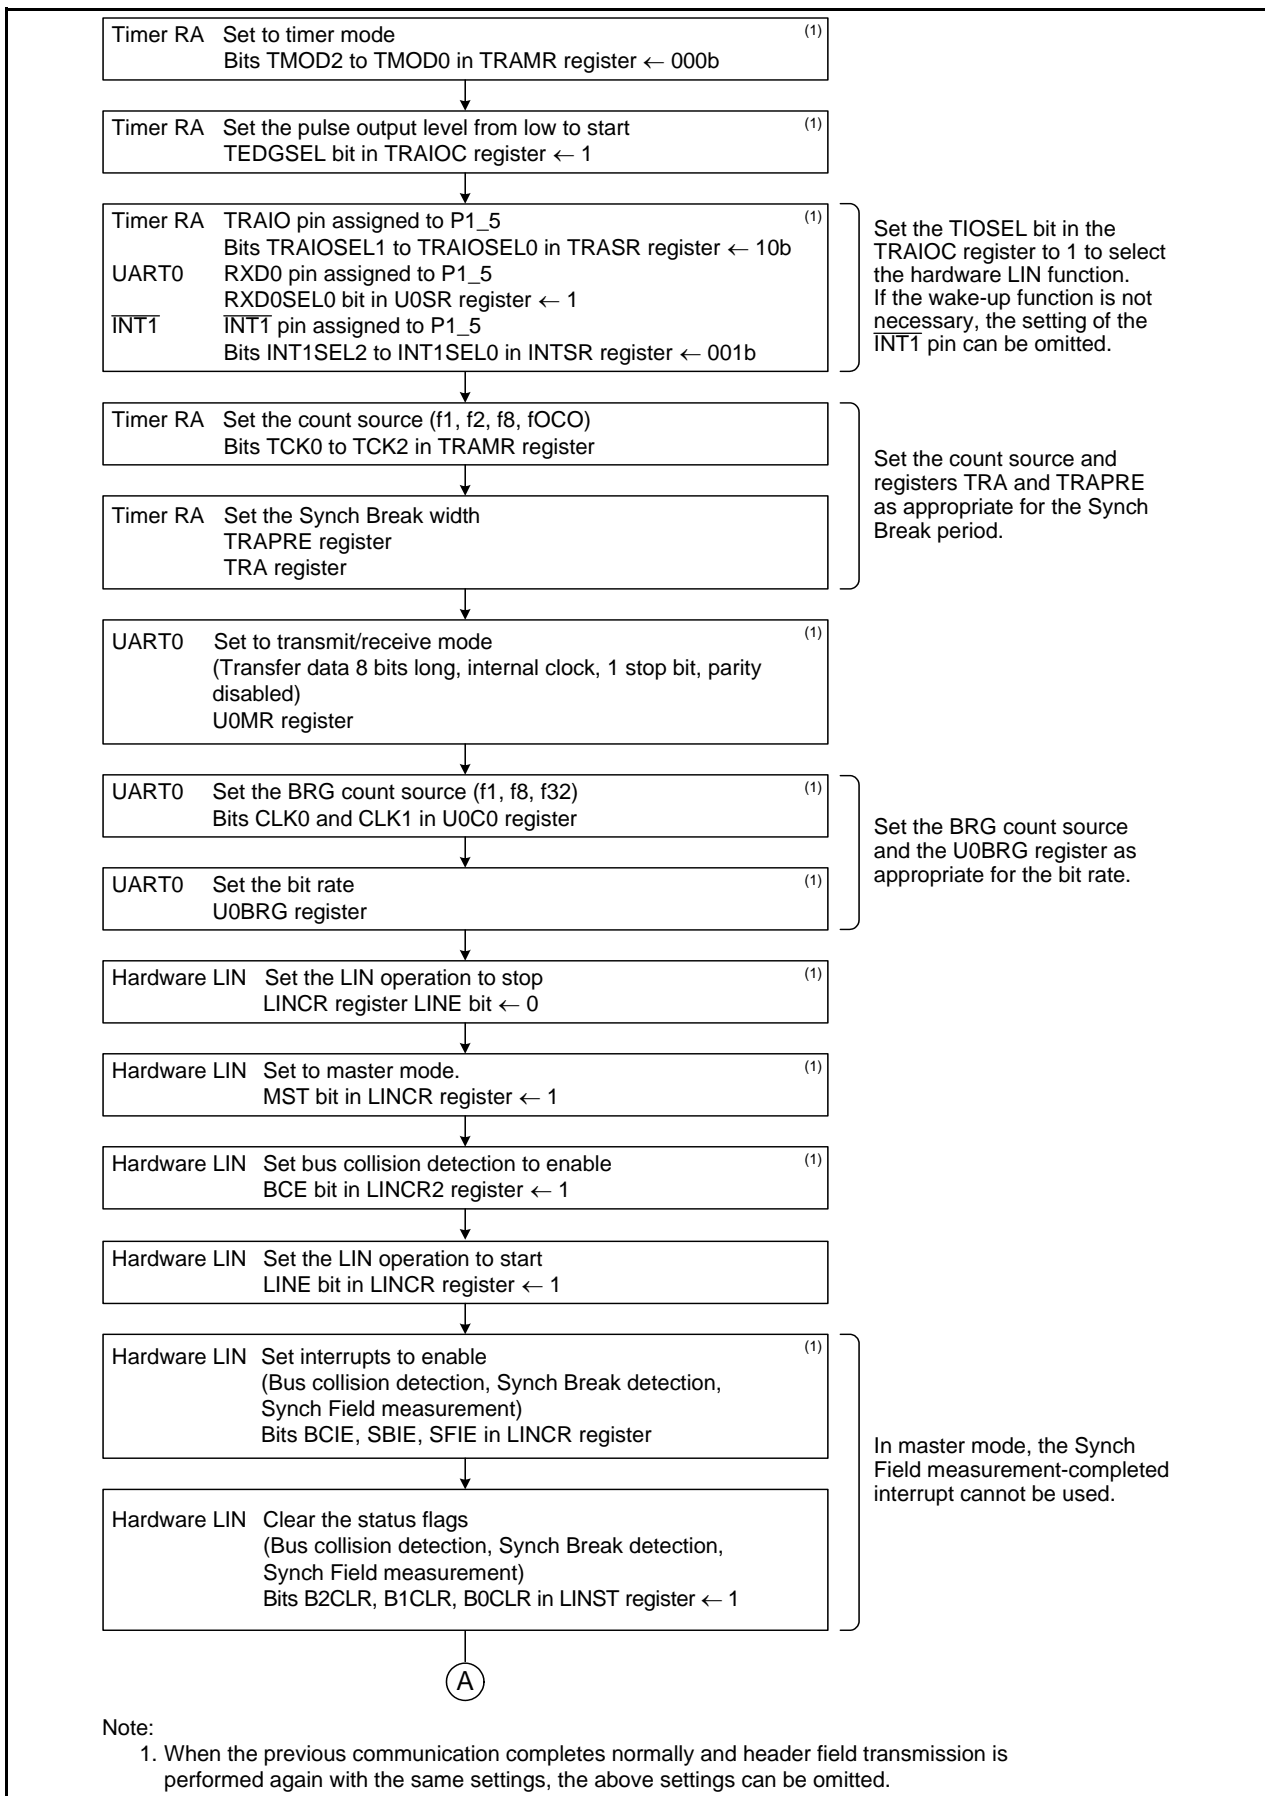 Timer RA Set to timer mode (1)
Bits TMOD2 to TMOD0 in TRAMR register ← 000b
Timer RA Set the pulse output level from low to start (1)
TEDGSEL bit in TRAIOC register ← 1
Timer RA TRAIO pin assigned to P1_5 (1)
Bits TRAIOSEL1 to TRAIOSEL0 in TRASR register ← 10b
UART0 RXD0 pin assigned to P1_5
RXD0SEL0 bit in U0SR register ← 1
INT1 INT1 pin assigned to P1_5
Bits INT1SEL2 to INT1SEL0 in INTSR register ← 001b
Set the TIOSEL bit in the
TRAIOC register to 1 to select
the hardware LIN function.
If the wake-up function is not
necessary, the setting of the
INT1 pin can be omitted.
Timer RA Set the count source (f1, f2, f8, fOCO)
Bits TCK0 to TCK2 in TRAMR register
Timer RA Set the Synch Break width
TRAPRE register
TRA register
Set the count source and
registers TRA and TRAPRE
as appropriate for the Synch
Break period.
UART0 Set to transmit/receive mode (1)
(Transfer data 8 bits long, internal clock, 1 stop bit, parity
disabled)
U0MR register
UART0 Set the BRG count source (f1, f8, f32) (1)
Bits CLK0 and CLK1 in U0C0 register
UART0 Set the bit rate (1)
U0BRG register
Set the BRG count source
and the U0BRG register as
appropriate for the bit rate.
Hardware LIN Set the LIN operation to stop (1)
LINCR register LINE bit ← 0
Hardware LIN Set to master mode. (1)
MST bit in LINCR register ← 1
Hardware LIN Set bus collision detection to enable (1)
BCE bit in LINCR2 register ← 1
Hardware LIN Set the LIN operation to start
LINE bit in LINCR register ← 1
Hardware LIN Set interrupts to enable (1)
(Bus collision detection, Synch Break detection,
Synch Field measurement)
Bits BCIE, SBIE, SFIE in LINCR register
Hardware LIN Clear the status flags
(Bus collision detection, Synch Break detection,
Synch Field measurement)
Bits B2CLR, B1CLR, B0CLR in LINST register ← 1
In master mode, the Synch
Field measurement-completed
interrupt cannot be used.
A
Note:
1. When the previous communication completes normally and header field transmission is
performed again with the same settings, the above settings can be omitted.